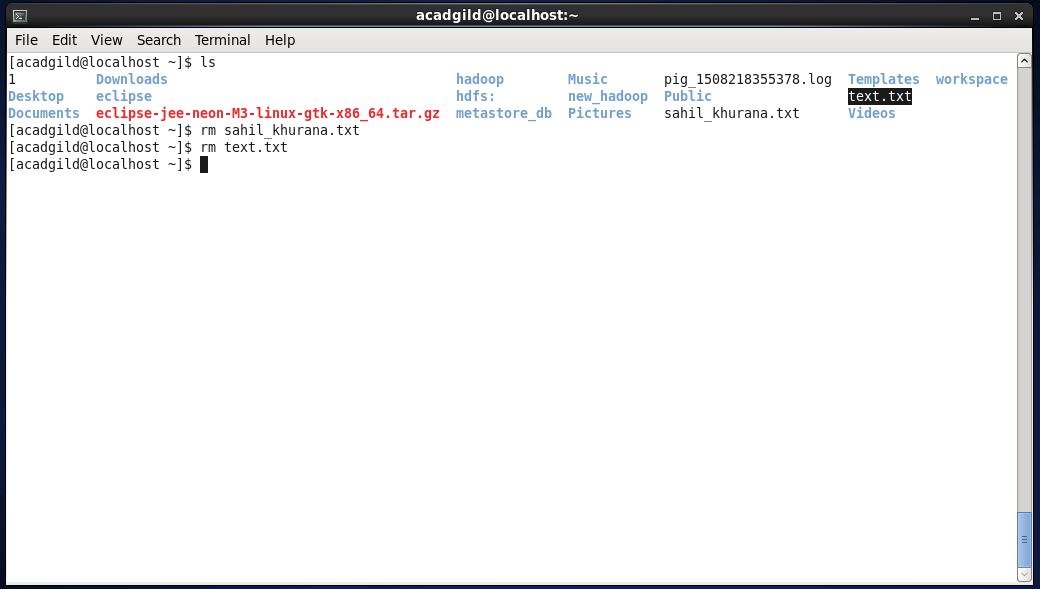 acadgild@localhost:~
File Edit View Search Terminal Help
[acadgild@localhost ~]$ ls
1 Downloads hadoop Music pig_1508218355378.log Templates workspace
Desktop eclipse hdfs: new_hadoop Public text.txt
Documents eclipse-jee-neon-M3-linux-gtk-x86_64.tar.gz metastore_db Pictures sahil_khurana.txt Videos
[acadgild@localhost ~]$ rm sahil_khurana.txt
[acadgild@localhost ~]$ rm text.txt
[acadgild@localhost ~]$